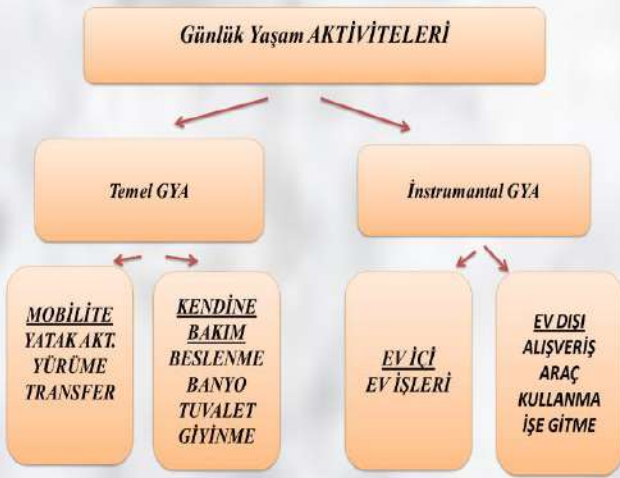 Günlük Yaşam AKTİVİTELERİ
Temel GYA
İnstrumantal GYA
MOBİLİTE
YATAK AKT.
YÜRÜME
TRANSFER
KENDİNE
BAKIM
BESLENME
BANYO
TUVALET
GİYİNME
EV İÇİ
EV İŞLERİ
EV DIŞI
ALIŞVERİŞ
ARAÇ
KULLANMA
İŞE GİTME